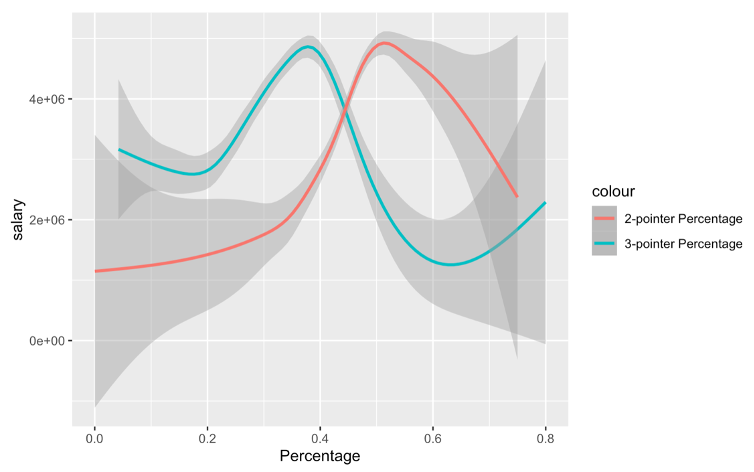 4e+06
2e+06
0e+00
salary
0.0 0.2 0.4 0.6 0.8
Percentage
colour
2-pointer Percentage
3-pointer Percentage